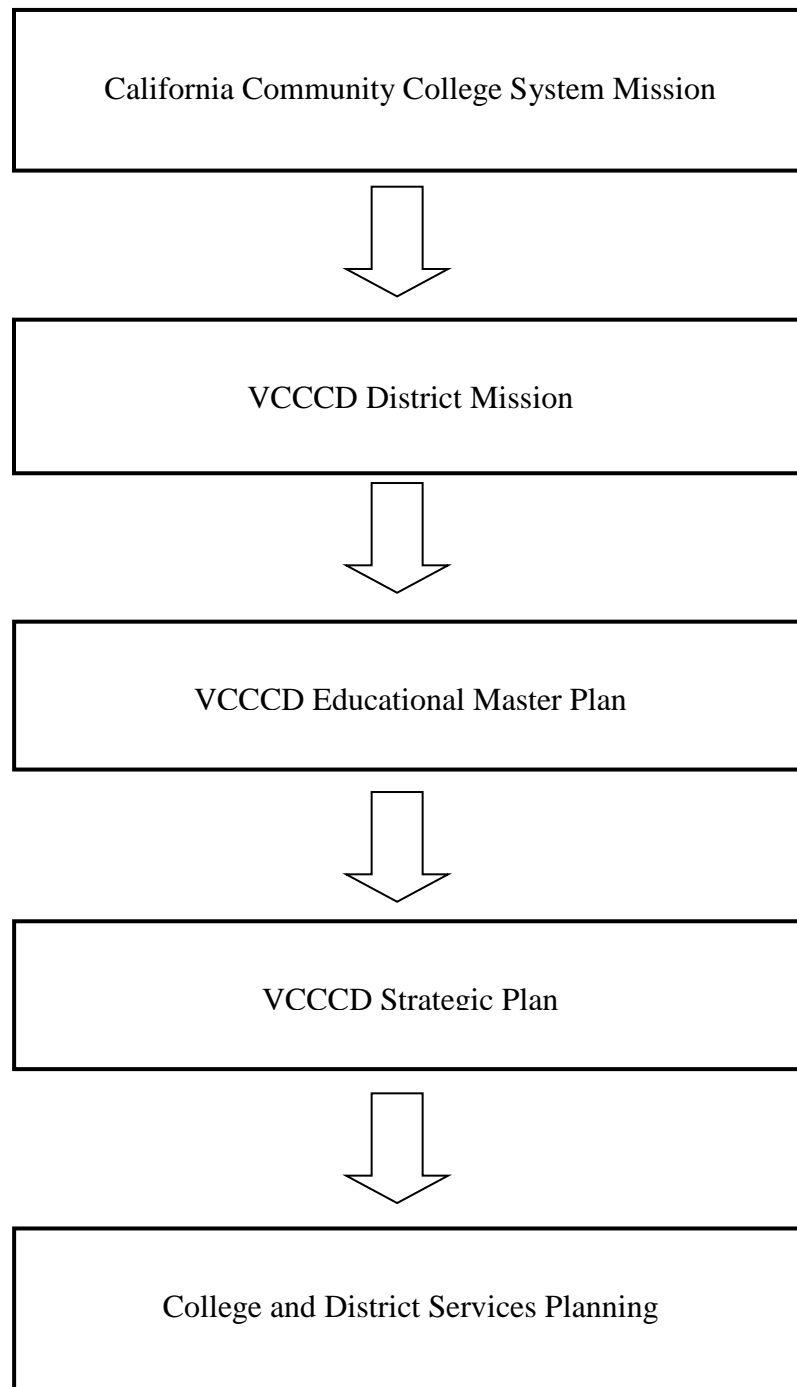 California Community College System Mission
VCCCD District Mission
VCCCD Educational Master Plan
VCCCD Strategic Plan
College and District Services Planning